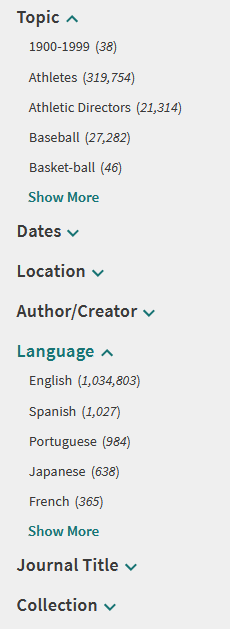 Topic
1900-1999 (38)
Athletes (319,754)
Athletic Directors (21,314)
Baseball (27,282)
Basket-ball (46)
Show More
Dates
Location
Author/Creator
Language
English (1,034,803)
Spanish (1,027)
Portuguese (984)
Japanese (638)
French (365)
Show More
Journal Title
Collection